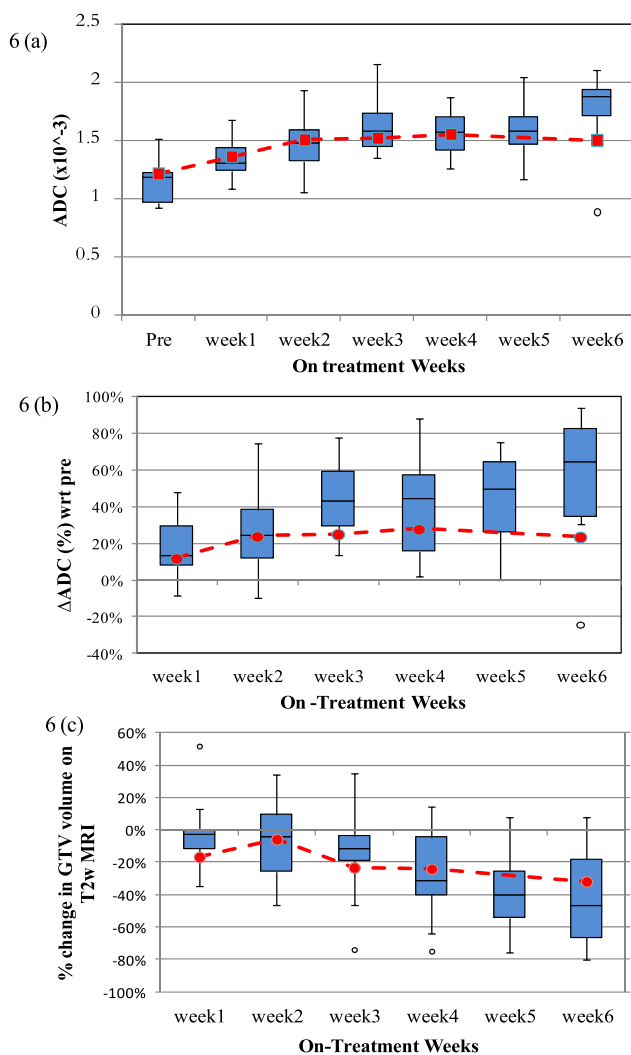 6 (a)
2.5
2
1.5
1
0.5
0
ADC (x10^-3)
Pre week1 week2 week3 week4 week5 week6
On treatment Weeks
6 (b)
100%
80%
60%
40%
20%
0%
-20%
-40%
ΔADC (%) wrt pre
week1 week2 week3 week4 week5 week6
On -Treatment Weeks
6 (c)
60%
40%
20%
0%
-20%
-40%
-60%
-80%
-100%
% change in GTV volume on
T2w MRI
week1 week2 week3 week4 week5 week6
On-Treatment Weeks